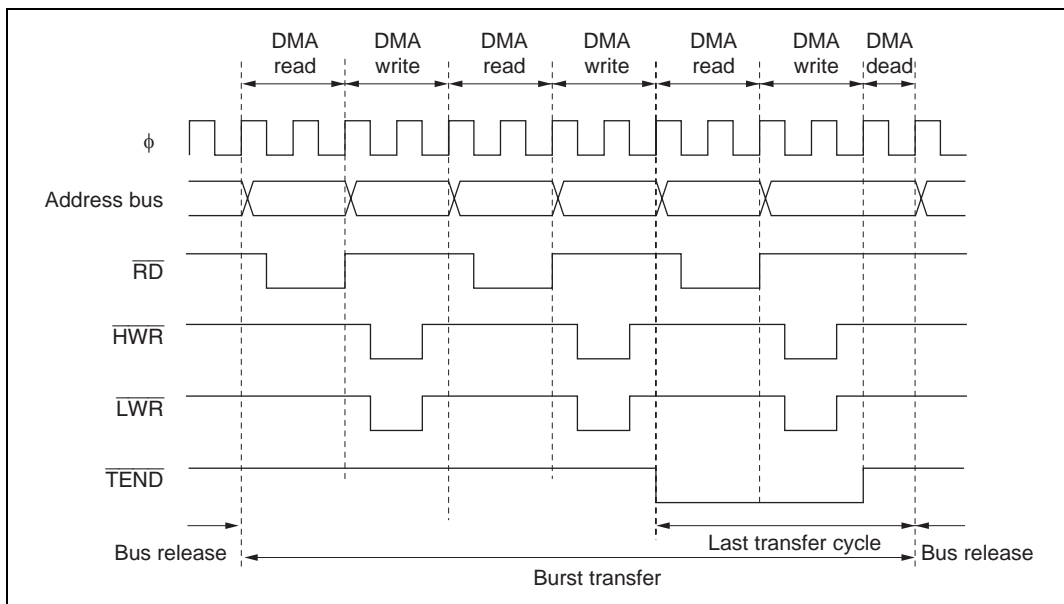 DMA read
DMA write
DMA read
DMA write
DMA read
DMA write
DMA dead
ϕ
Address bus
RD
HWR
LWR
TEND
Bus release
Last transfer cycle
Bus release
Burst transfer